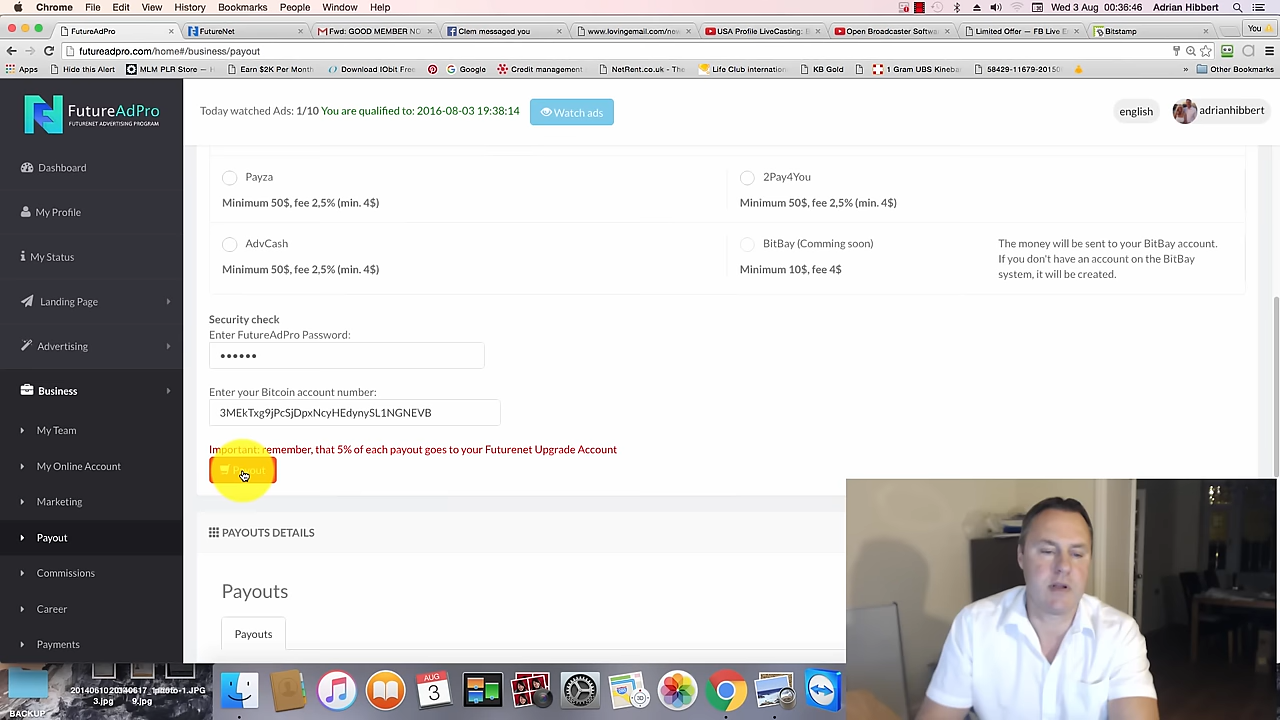 Chrome File Edit View History Bookmarks People Window Help Wed 3 Aug 00:36:46 Adrian Hibbert
FutureAdPro FutureNet Fwd: GOOD MEMBER NO Clem messaged you www.lovingemail.com/new USA Profile LiveCasting: E Open Broadcaster Softwa Limited Offer — FB Live E Bitstamp You
futureadpro.com/home#/business/payout
Apps Hide this Alert MLM PLR Store — H Earn $2K Per Month Download IObit Free Google Credit management NetRent.co.uk - The Life Club Internation KB Gold 1 Gram UBS Kineba 58429-11679-20150 » Other Bookmarks
FutureAdPro
FUTURENET ADVERTISING PROGRAM
Today watched Ads: 1/10 You are qualified to: 2016-08-03 19:38:14 Watch ads
english adrianhibbert
Dashboard
My Profile
My Status
Landing Page
Advertising
Business
My Team
My Online Account
Marketing
Payout
Commissions
Career
Payments
Payza
Minimum 50$, fee 2,5% (min. 4$)
2Pay4You
Minimum 50$, fee 2,5% (min. 4$)
AdvCash
Minimum 50$, fee 2,5% (min. 4$)
BitBay (Comming soon)
Minimum 10$, fee 4$
The money will be sent to your BitBay account.
If you don't have an account on the BitBay
system, it will be created.
Security check
Enter FutureAdPro Password:
••••••
Enter your Bitcoin account number:
3MEkTxg9jPcSjDpxNcyHEdynySL1NGNEVB
Important: remember, that 5% of each payout goes to your Futurenet Upgrade Account
Payout
PAYOUTS DETAILS
Payouts
Payouts
AUG
3
BACKUP